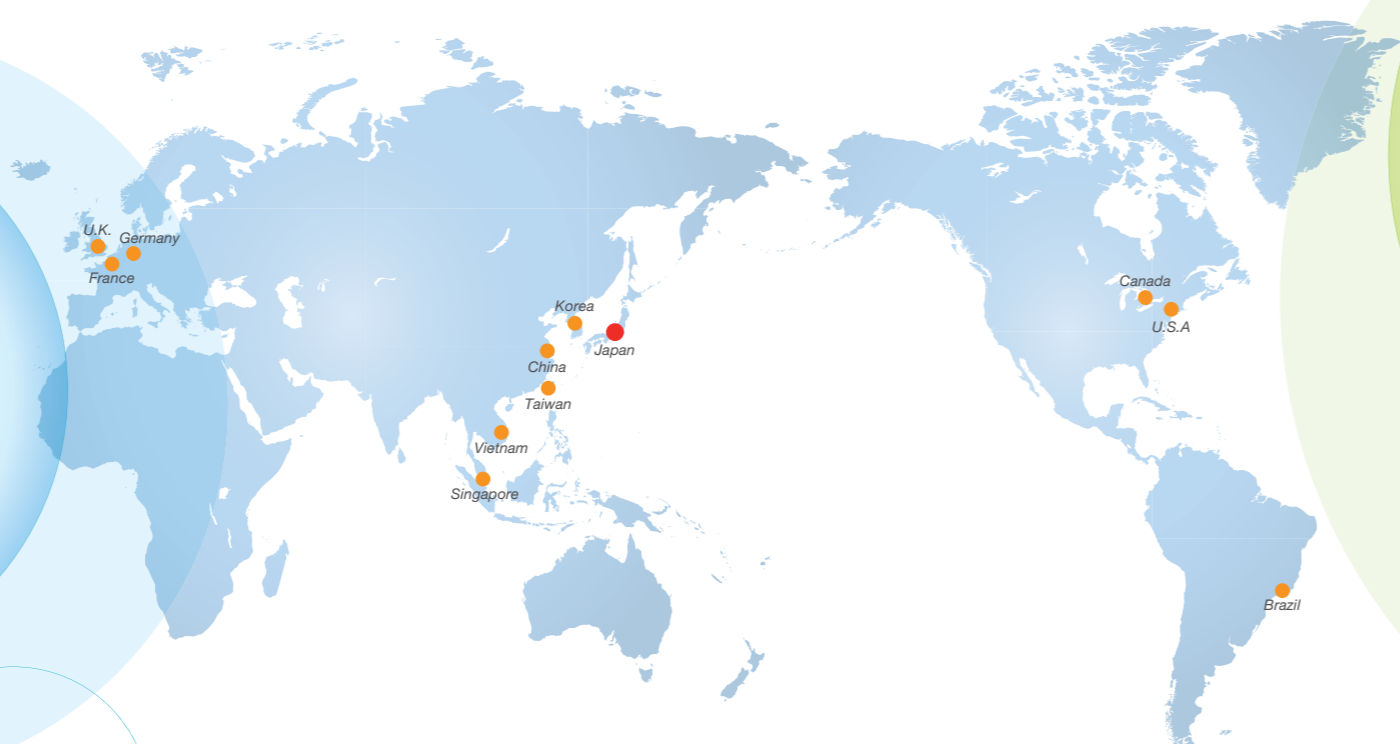 U.K.
Germany
France
Korea
Japan
China
Taiwan
Vietnam
Singapore
Canada
U.S.A
Brazil